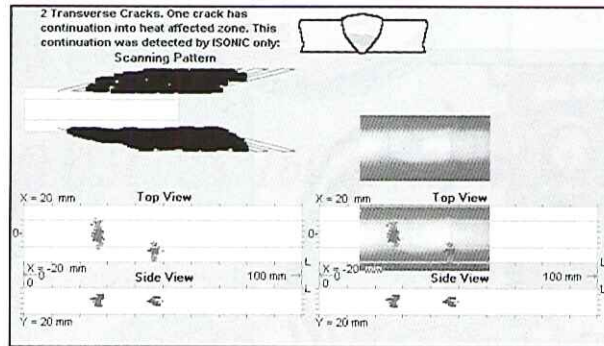 2 Transverse Cracks. One crack has
continuation into heat affected zone. This
continuation was detected by ISONIC only:
Scanning Pattern
X = 20 mm Top View
0-
L
X = -20 mm
0 Side View 100 mm →
L
Y = 20 mm
X = 20 mm Top View
0-
L
X = -20 mm
0 Side View 100 mm →
L
Y = 20 mm